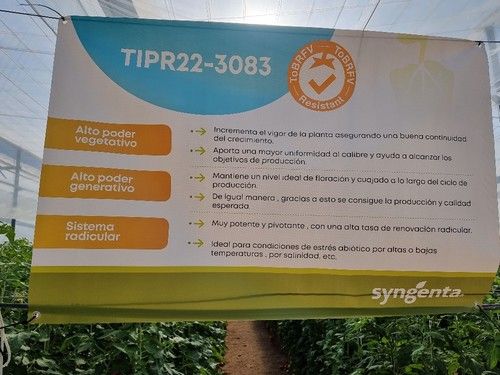 TIPR22-3083
ToBRFV ToBRFV
Resistant
Alto poder
vegetativo
Incrementa el vigor de la planta asegurando una buena continuidad
del crecimiento.
Aporta una mayor uniformidad al calibre y ayuda a alcanzar los
objetivos de producción.
Alto poder
generativo
Mantiene un nivel ideal de floración y cuajado a lo largo del ciclo de
producción.
De igual manera , gracias a esto se consigue la producción y calidad
esperada.
Sistema
radicular
Muy potente y pivotante , con una alta tasa de renovación radicular.
Ideal para condiciones de estrés abiótico por altas o bajas
temperaturas , por salinidad, etc.
syngenta